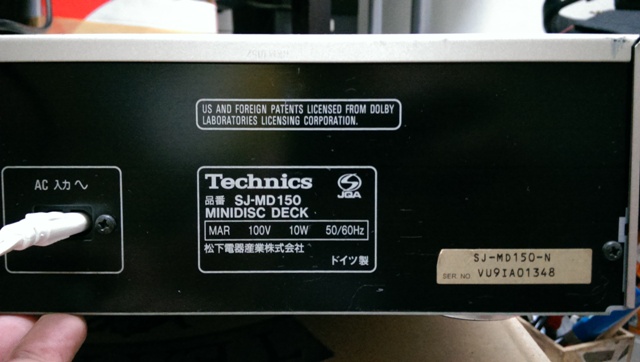 US AND FOREIGN PATENTS LICENSED FROM DOLBY
LABORATORIES LICENSING CORPORATION.
AC 入力 ~
Technics
JQA
品番 SJ-MD150
MINIDISC DECK
MAR 100V 10W 50/60Hz
松下電器産業株式会社
ドイツ製
SJ-MD150-N
SER. NO. VU9IA01348